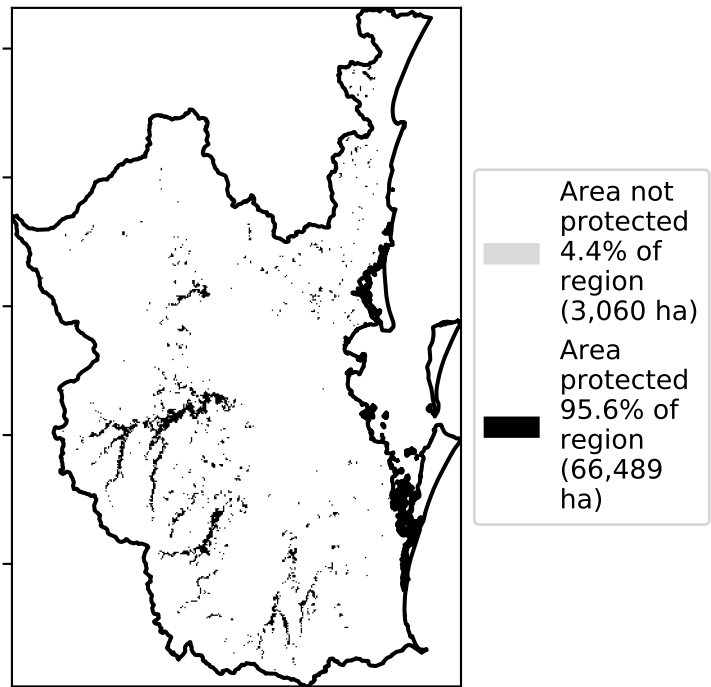 Area not
protected
4.4% of
region
(3,060 ha)
Area
protected
95.6% of
region
(66,489
ha)